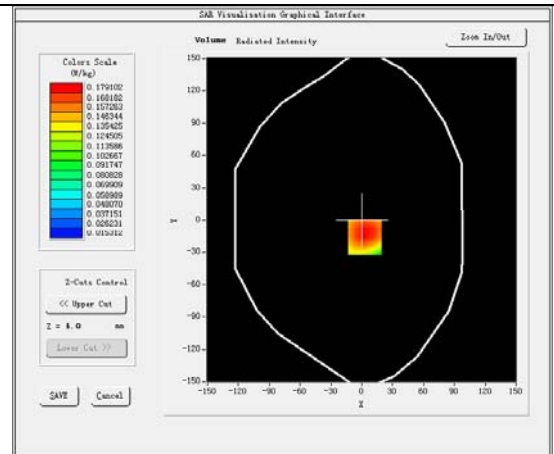 SAR Visualisation Graphical Interface
Volume Radiated Intensity
Zoom In/Out
Colors Scale
(W/kg)
0.179102
0.168182
0.157263
0.146344
0.135425
0.124505
0.113586
0.102667
0.091747
0.080828
0.069909
0.058989
0.048070
0.037151
0.026231
0.015312
Z-Cuts Control
<< Upper Cut
Z = 4.0 mm
Lower Cut >>
SAVE
Cancel
150
120
90
60
30
0
-30
-60
-90
-120
-150
Y
-150 -120 -90 -60 -30 0 30 60 90 120 150
X